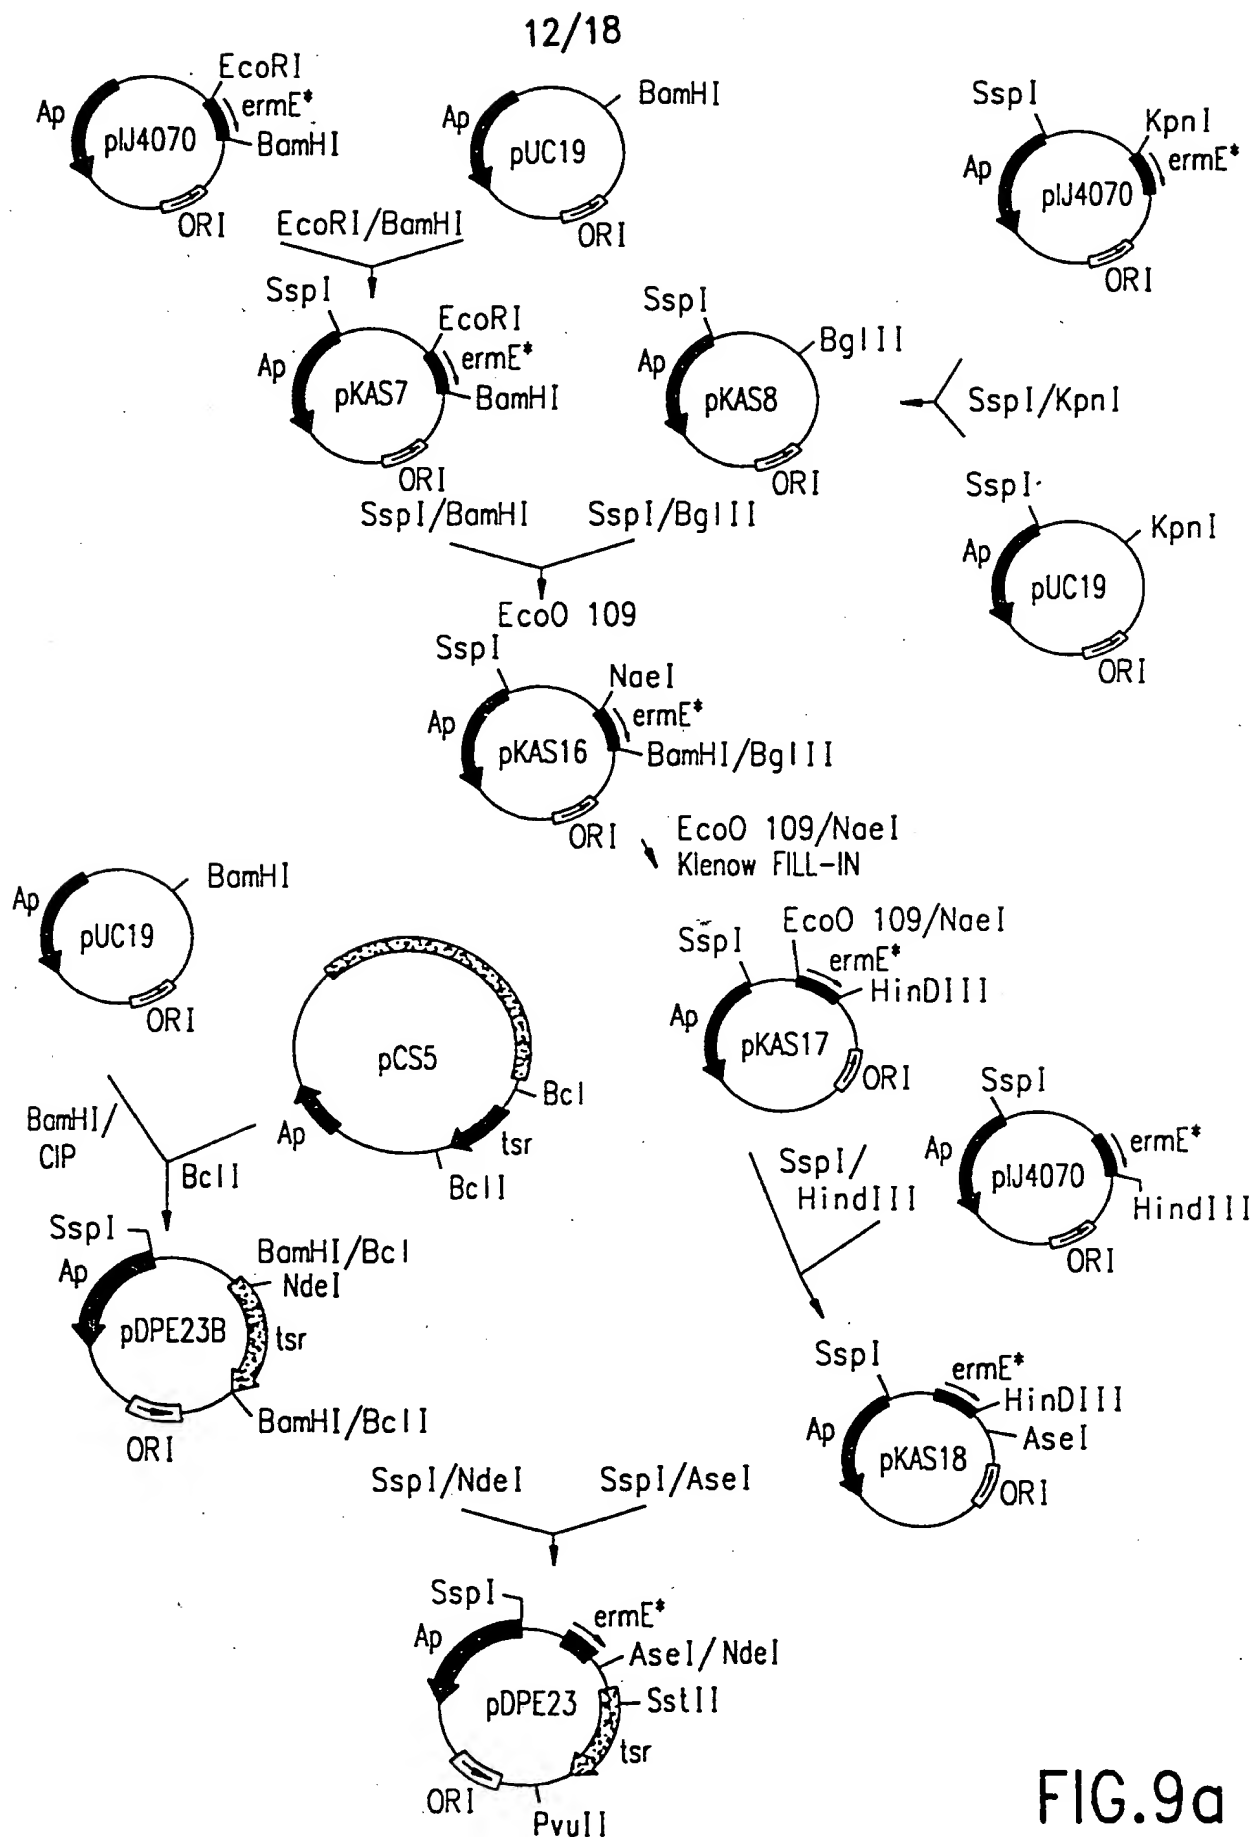 12/18
EcoRI
Ap
ermE*
pIJ4070
BamHI
ORI
BamHI
Ap
pUC19
ORI
SspI
KpnI
Ap
ermE*
pIJ4070
ORI
EcoRI/BamHI
SspI
EcoRI
Ap
ermE*
pKAS7
BamHI
ORI
SspI
BglII
Ap
pKAS8
ORI
SspI/KpnI
SspI
KpnI
Ap
pUC19
ORI
SspI/BamHI
SspI/BglII
EcoO 109
SspI
NaeI
Ap
ermE*
pKAS16
BamHI/BglII
ORI
EcoO 109/NaeI
Klenow FILL-IN
BamHI
Ap
pUC19
ORI
pCS5
BclI
Ap
tsr
BclI
EcoO 109/NaeI
SspI
ermE*
HinDIII
Ap
pKAS17
ORI
BamHI/
CIP
BclI
SspI/
HindIII
SspI
Ap
ermE*
pIJ4070
HindIII
ORI
SspI
BamHI/BclI
Ap
NdeI
pDPE23B
tsr
BamHI/BclI
ORI
SspI
ermE*
HinDIII
Ap
AseI
pKAS18
ORI
SspI/NdeI
SspI/AseI
SspI
ermE*
Ap
AseI/NdeI
pDPE23
SstII
tsr
ORI
PvuII
FIG.9a